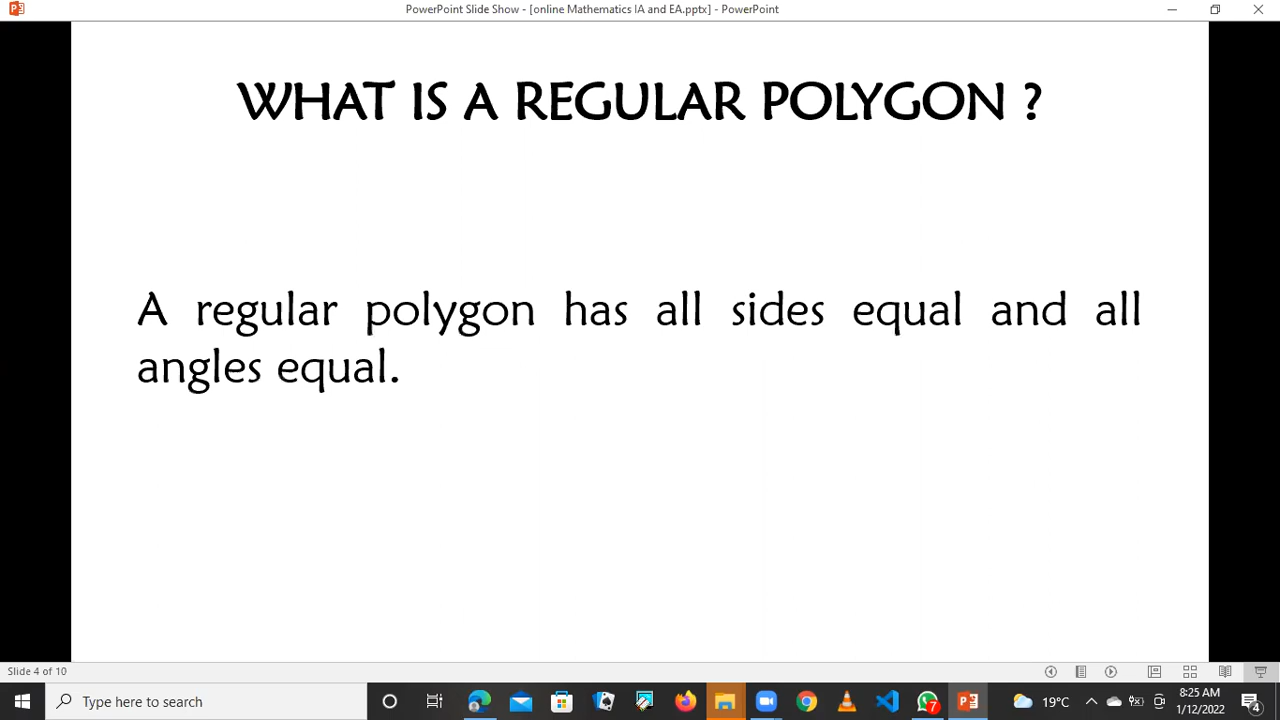 PowerPoint Slide Show - [online Mathematics IA and EA.pptx] - PowerPoint
WHAT IS A REGULAR POLYGON ?
A regular polygon has all sides equal and all
angles equal.
Slide 4 of 10
Type here to search
7
19°C
8:25 AM
1/12/2022
4